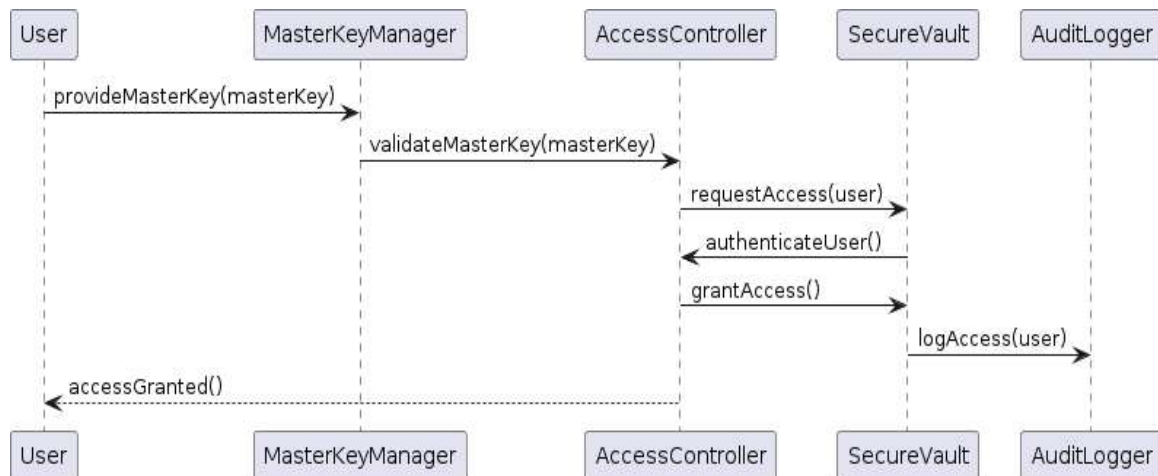 User MasterKeyManager AccessController SecureVault AuditLogger
provideMasterKey(masterKey)
validateMasterKey(masterKey)
requestAccess(user)
authenticateUser()
grantAccess()
logAccess(user)
accessGranted()
User MasterKeyManager AccessController SecureVault AuditLogger